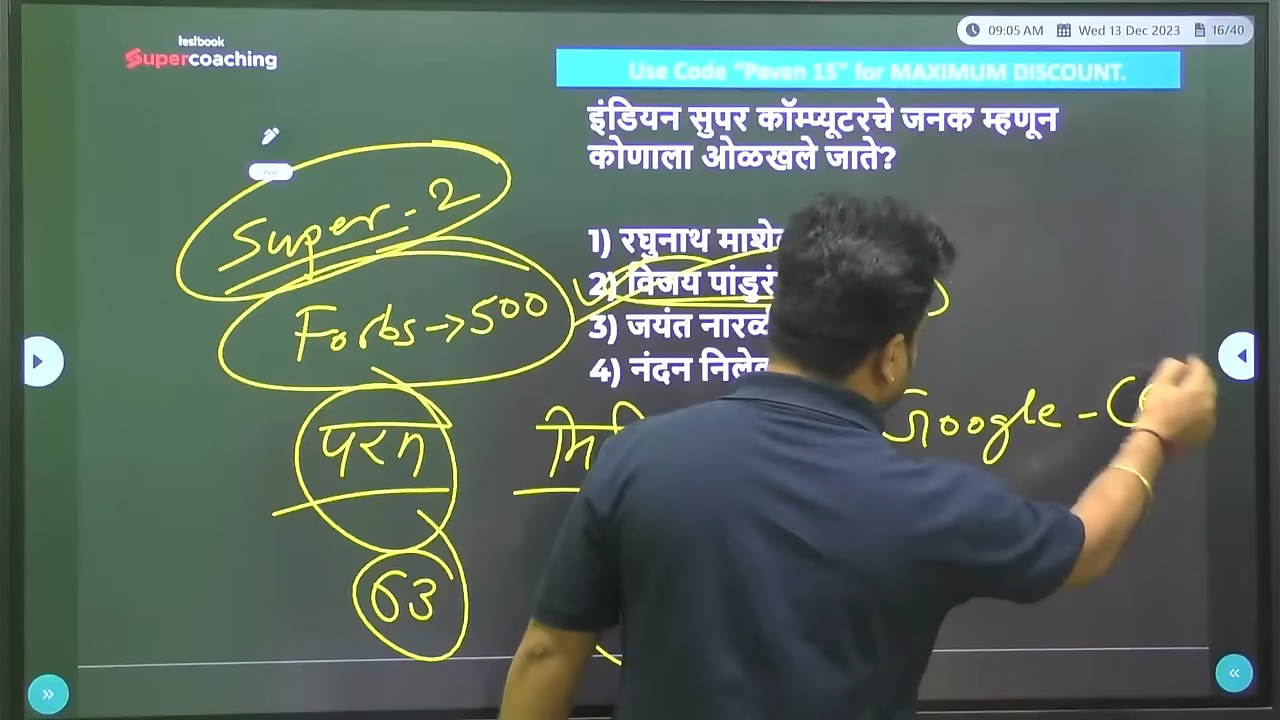 testbook
Supercoaching
09:05 AM Wed 13 Dec 2023 16/40
Use Code “Pavan 15” for MAXIMUM DISCOUNT.
इंडियन सुपर कॉम्प्यूटरचे जनक म्हणून
कोणाला ओळखले जाते?
1) रघुनाथ
2) विजय
3) जयंत
4) नंदन
Super-2
Forbs→500
परम
Google-
63